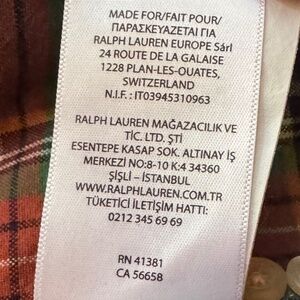 MADE FOR/FAIT POUR/
ΠΑΡΑΣΚΕΥΑΖΕΤΑΙ ΓΙΑ
RALPH LAUREN EUROPE Sárl
24 ROUTE DE LA GALAISE
1228 PLAN-LES-OUATES,
SWITZERLAND
N.I.F. : IT03945310963
RALPH LAUREN MAĞAZACILIK VE
TİC. LTD. ŞTİ
ESENTEPE KASAP SOK. ALTINAY İŞ
MERKEZİ NO:8-10 K:4 34360
ŞİŞLİ – İSTANBUL
WWW.RALPHLAUREN.COM.TR
TÜKETİCİ İLETİŞİM HATTI:
0212 345 69 69
RN 41381
CA 56658